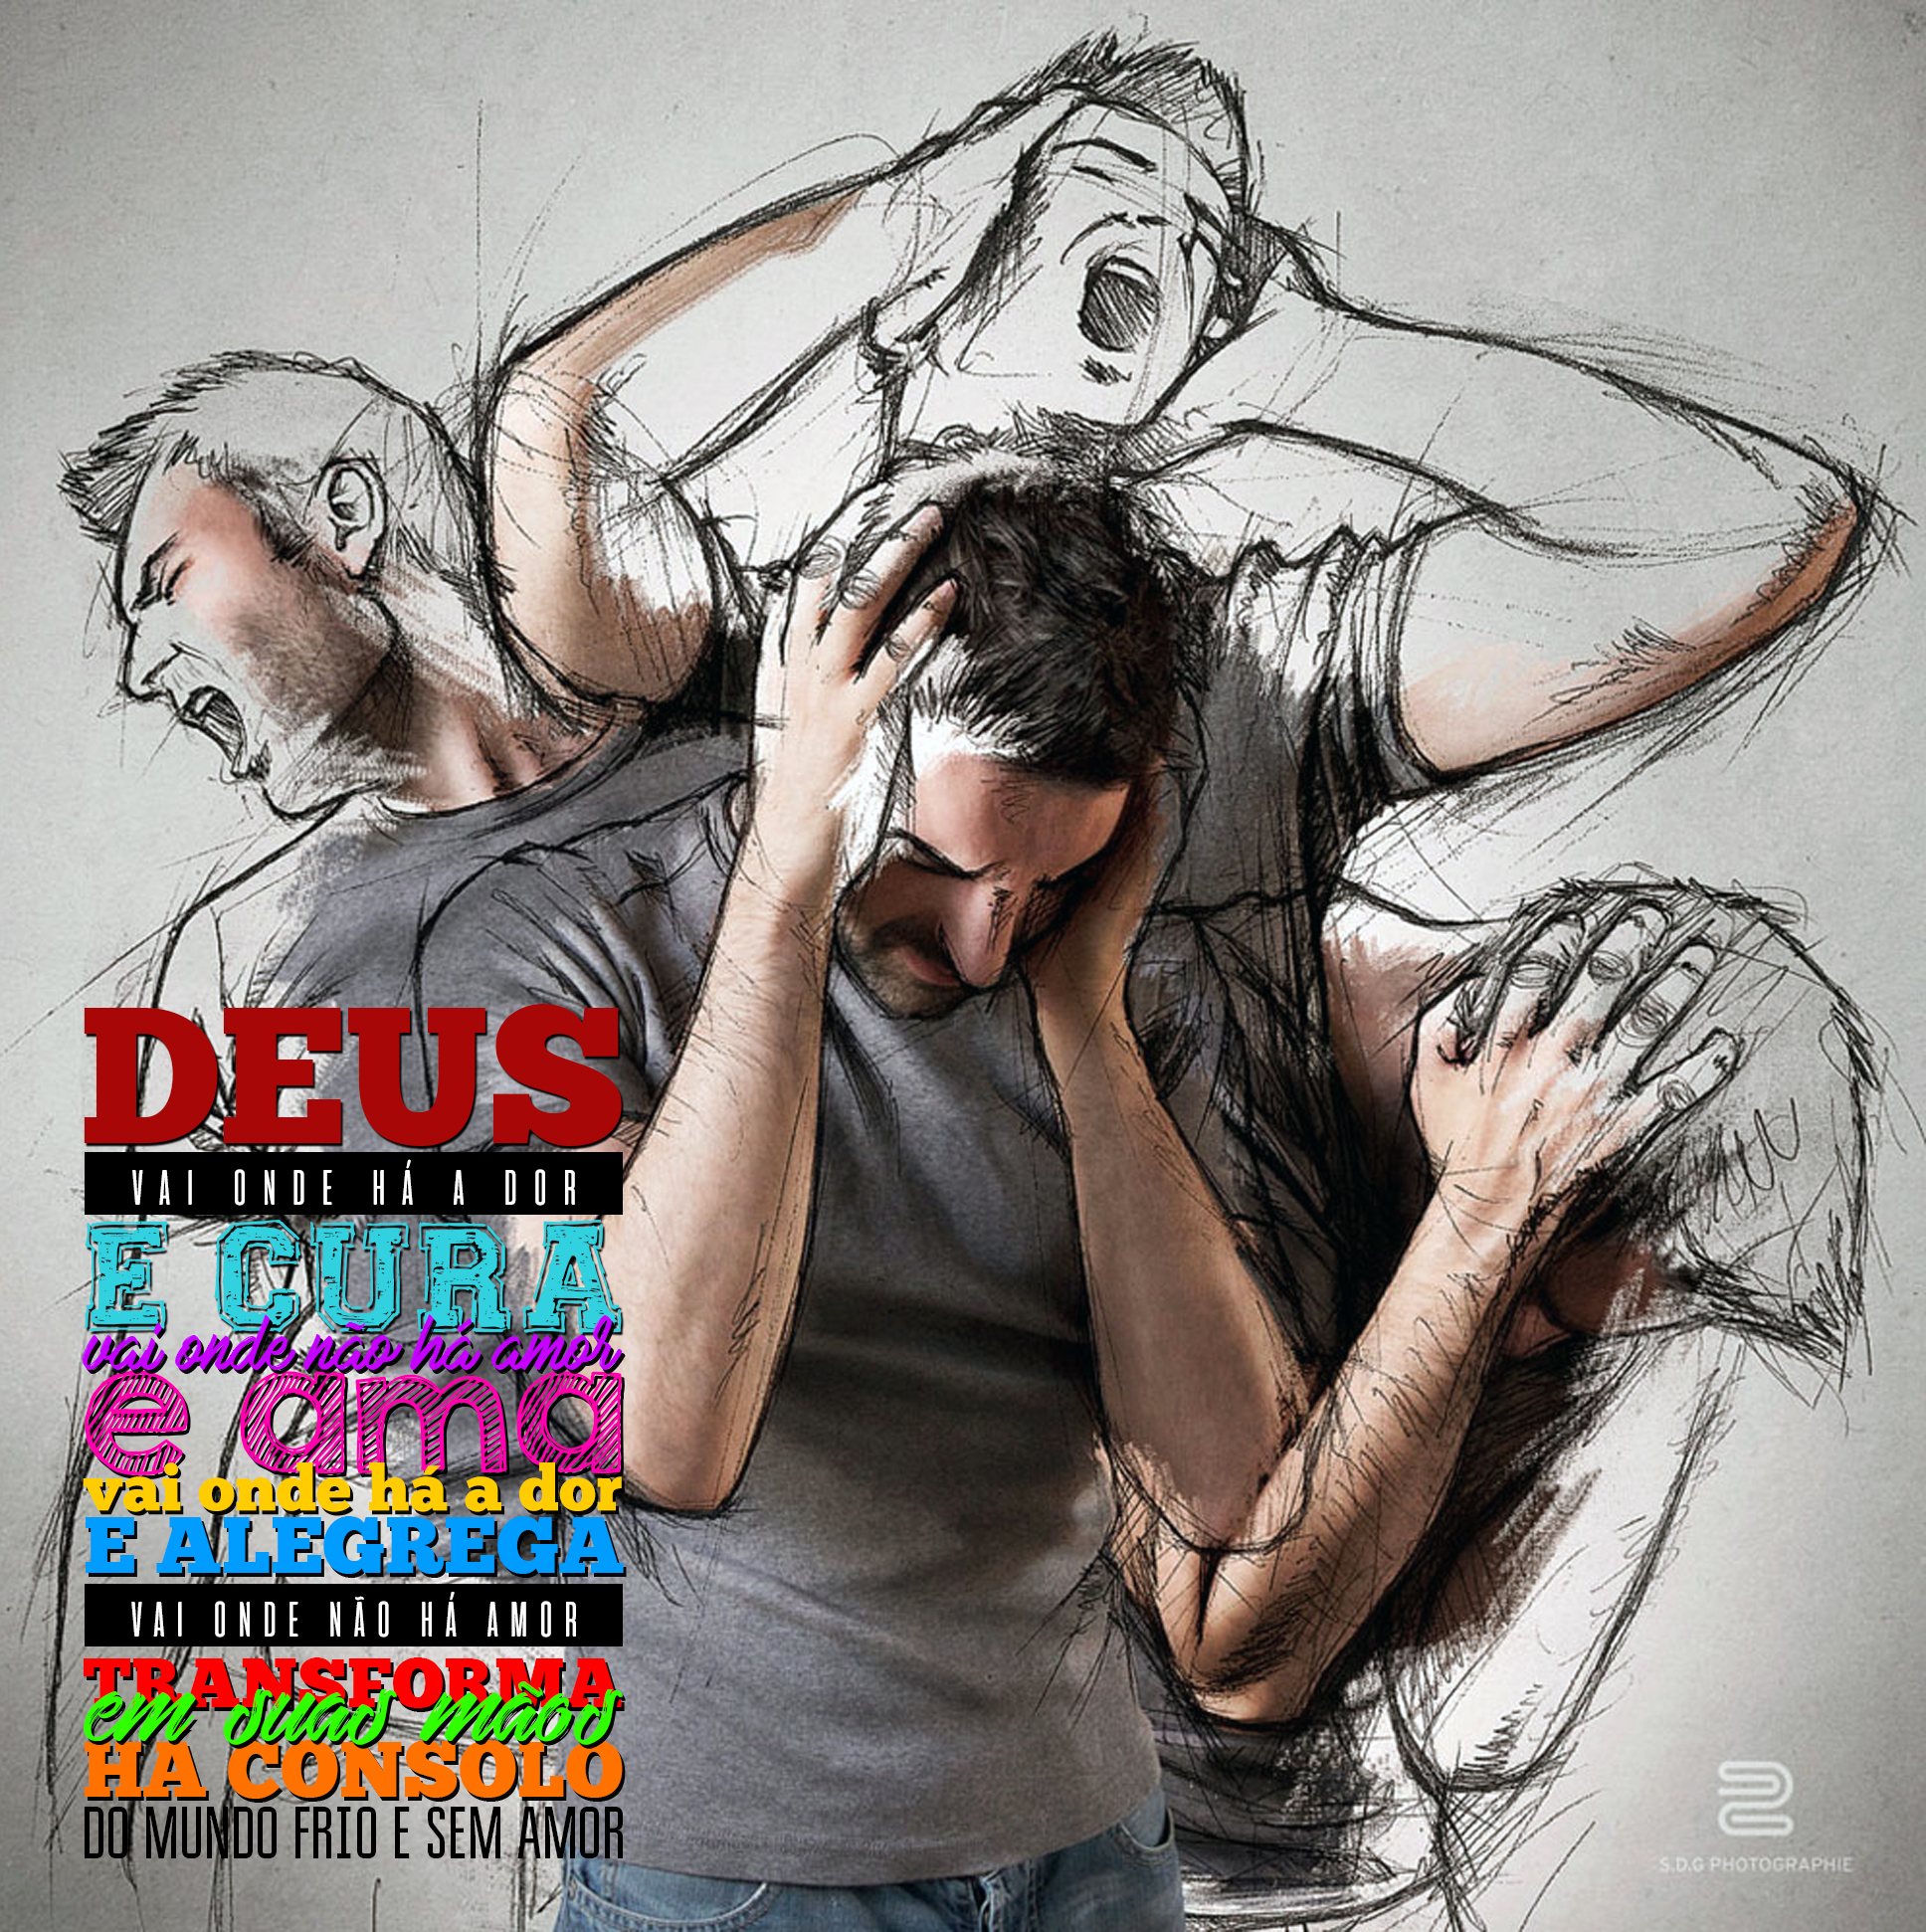 DEUS
VAI ONDE HÁ A DOR
E CURA
vai onde não há amor
e ama
vai onde há a dor
E ALEGREGA
VAI ONDE NÃO HÁ AMOR
TRANSFORMA
em suas mãos
HA CONSOLO
DO MUNDO FRIO E SEM AMOR
S.D.G PHOTOGRAPHIE